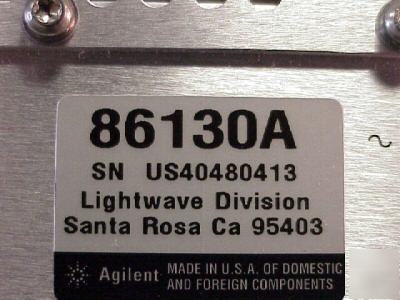 86130A
SN US40480413
Lightwave Division
Santa Rosa Ca 95403
Agilent MADE IN U.S.A. OF DOMESTIC
AND FOREIGN COMPONENTS